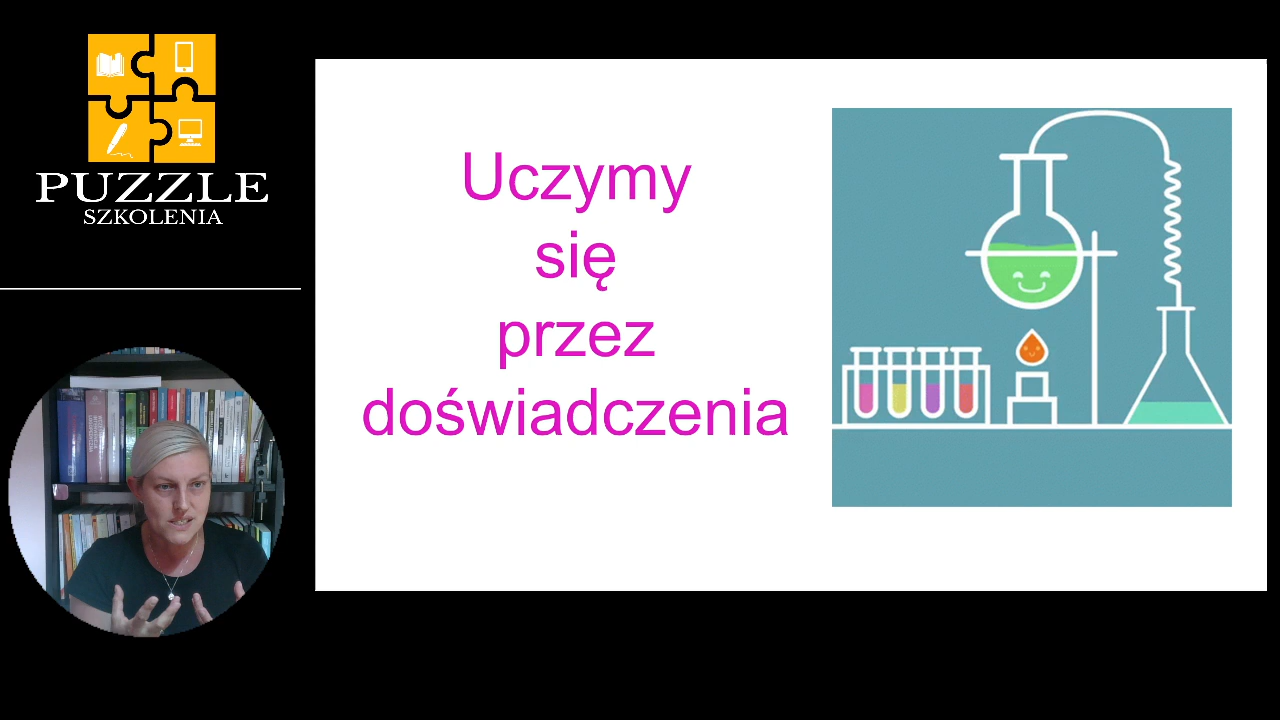 PUZZLE
SZKOLENIA
Uczymy
się
przez
doświadczenia